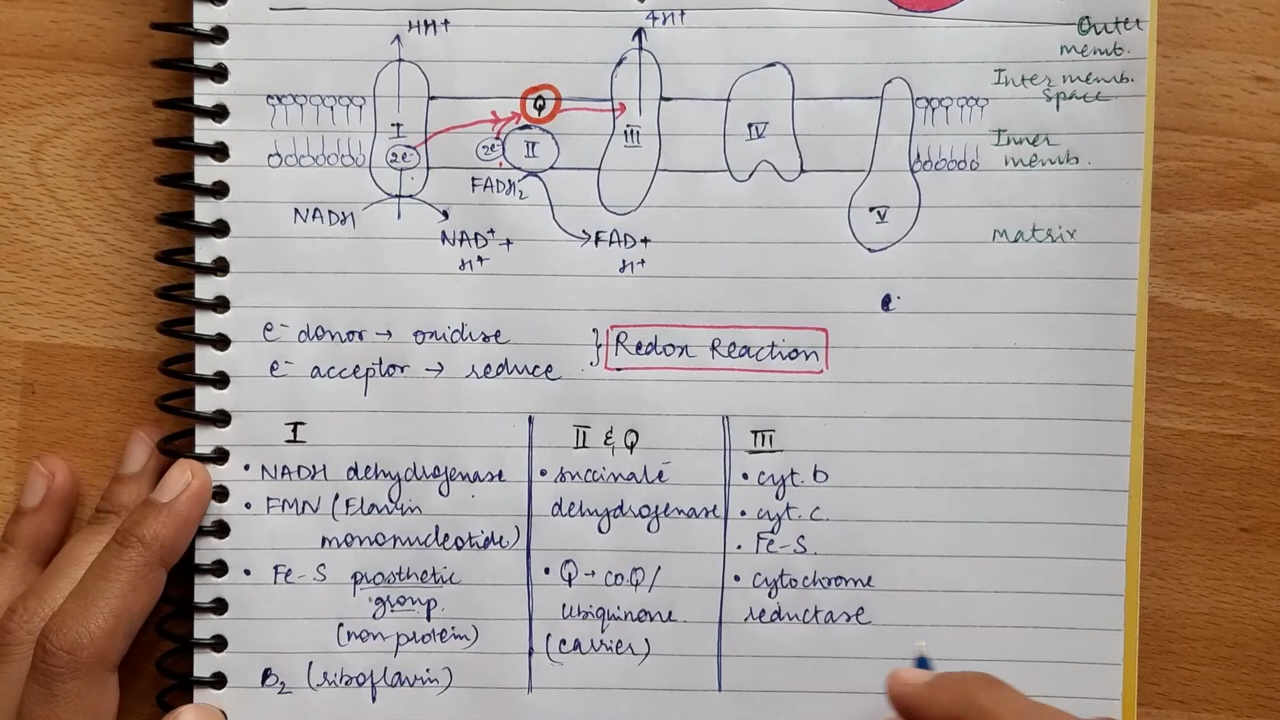 4H+
4H+
Outer
memb.
Inter memb.
space
Q
I
II
III
IV
Inner
memb.
2e-
2e-
FADH2
NADH
V
NAD+ +
H+
FAD+
H+
matrix
e-
e- donor → oxidise
e- acceptor → reduce
} Redox Reaction
I
• NADH dehydrogenase
• FMN (Flavin
mononucleotide)
• Fe-S prosthetic
group.
(non protein)
B2 (riboflavin)
II & Q
• succinate
dehydrogenase
• Q → co.Q/
Ubiquinone.
(carrier)
III
• cyt. b
• cyt. c.
• Fe-S.
• cytochrome
reductase